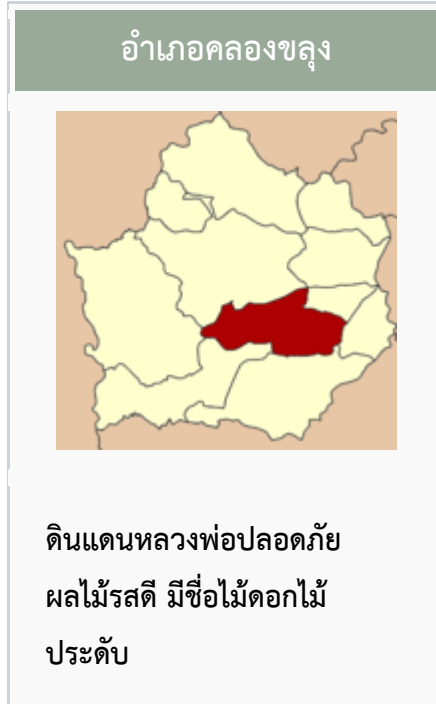 อำเภอคลองขลุง
ดินแดนหลวงพ่อปลอดภัย
ผลไม้รสดี มีชื่อไม้ดอกไม้
ประดับ